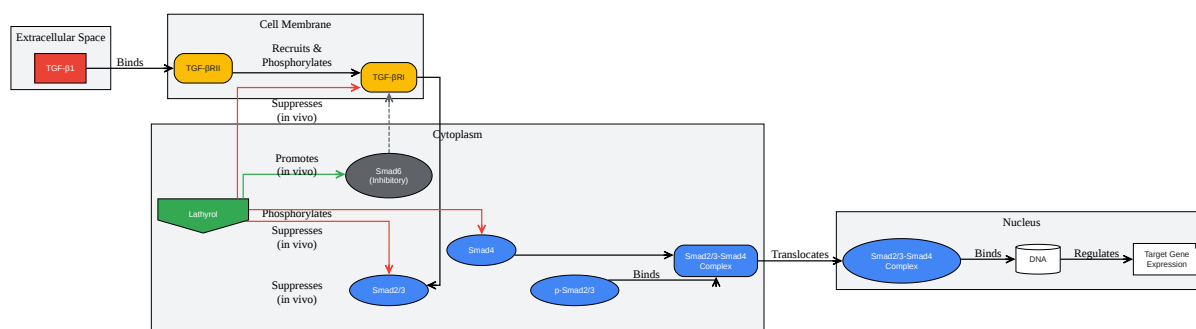 Extracellular Space
TGF-β1
Binds
Cell Membrane
TGF-βRII
Recruits &
Phosphorylates
TGF-βRI
Suppresses
(in vivo)
Cytoplasm
Promotes
(in vivo)
Smad6
(Inhibitory)
Lathyrol
Phosphorylates
Suppresses
(in vivo)
Suppresses
(in vivo)
Smad4
Smad2/3
p-Smad2/3
Binds
Smad2/3-Smad4
Complex
Translocates
Nucleus
Smad2/3-Smad4
Complex
Binds
DNA
Regulates
Target Gene
Expression